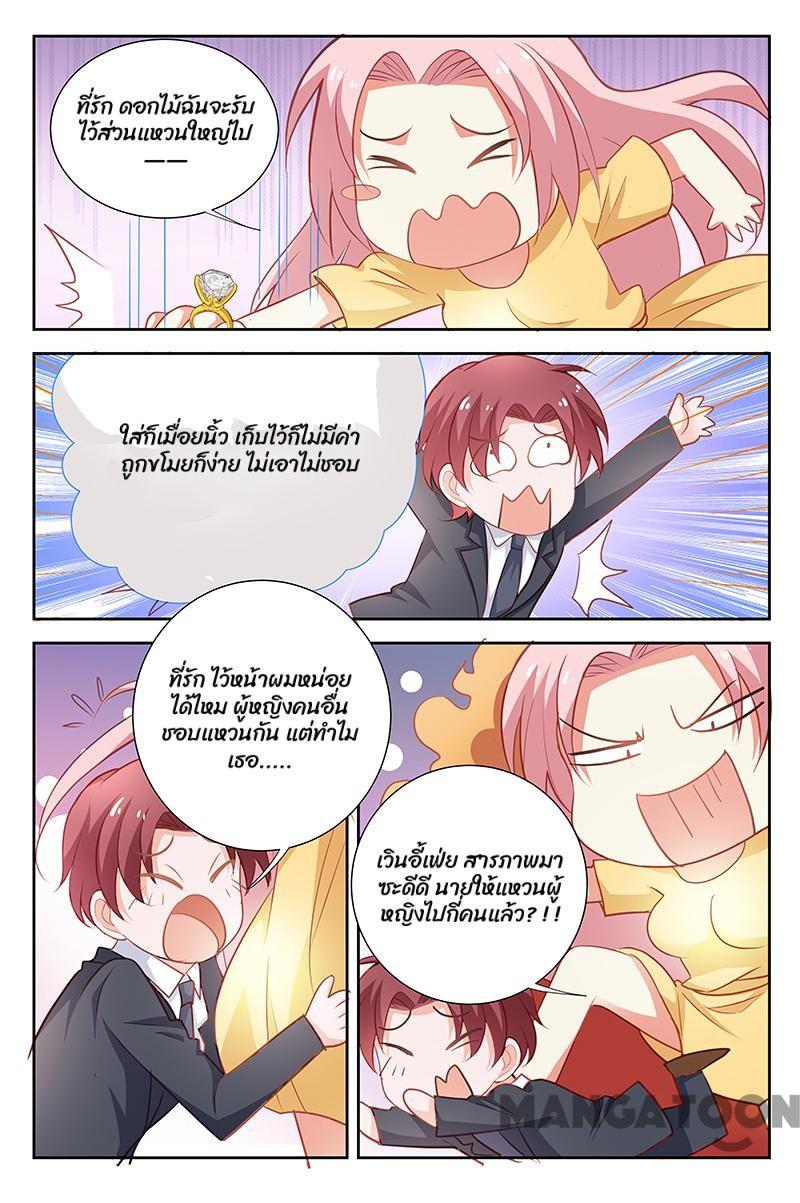 ที่รัก ดอกไม้ฉันจะรับ
ไว้ส่วนแหวนใหญ่ไป
——
ใส่ก็เมื่อยนิ้ว เก็บไว้ก็ไม่มีค่า
ถูกขโมยก็ง่าย ไม่เอาไม่ชอบ
ที่รัก ไว้หน้าผมหน่อย
ได้ไหม ผู้หญิงคนอื่น
ชอบแหวนกัน แต่ทำไม
เธอ.....
เวินอี้เฟ่ย สารภาพมา
ซะดีดี นายให้แหวนผู้
หญิงไปกี่คนแล้ว?!!
MANGATOON